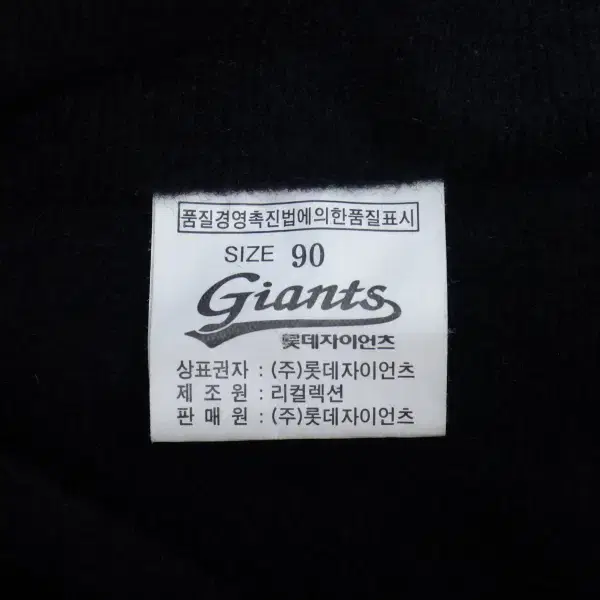 품질경영촉진법에의한품질표시
SIZE 90
Giants
롯데자이언츠
상표권자 : (주)롯데자이언츠
제 조 원 : 리컬렉션
판 매 원 : (주)롯데자이언츠